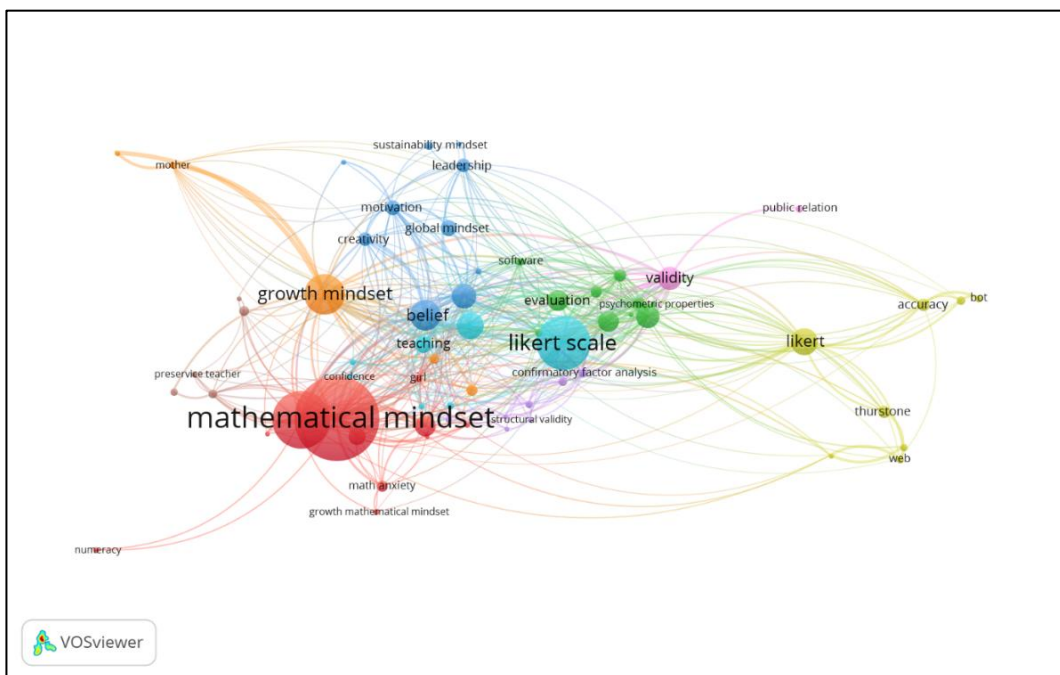 sustainability mindset
mother
leadership
motivation
public relation
global mindset
creativity
software
validity
growth mindset
evaluation
psychometric properties
accuracy
bot
belief
likert scale
likert
teaching
preservice teacher
confidence
girl
confirmatory factor analysis
thurstone
mathematical mindset
structural validity
web
math anxiety
growth mathematical mindset
numeracy
VOSviewer